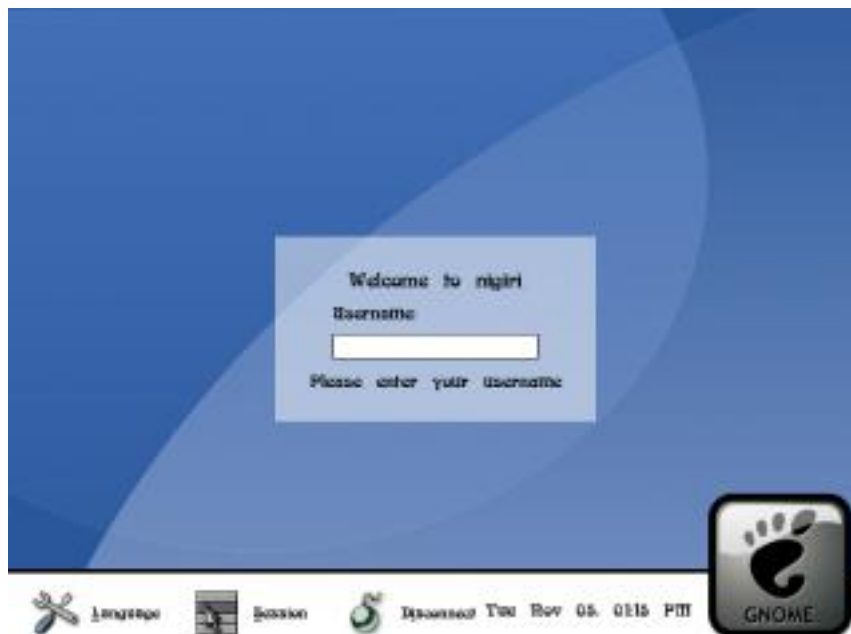 Welcome to nigiri
Username
Please enter your username
Language Session Disconnect Tue Nov 05, 01:15 PM
GNOME